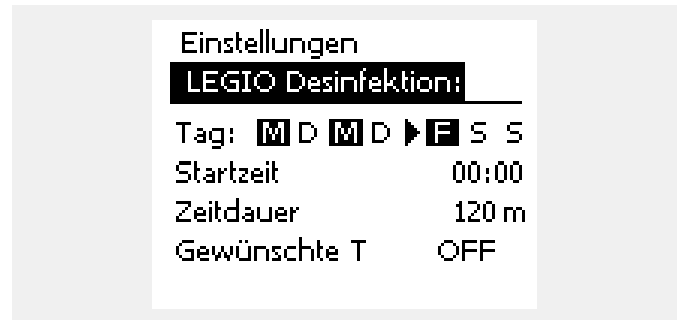 Einstellungen
LEGIO Desinfektion:
Tag: M D M D ▶F S S
Startzeit 00:00
Zeitdauer 120 m
Gewünschte T OFF